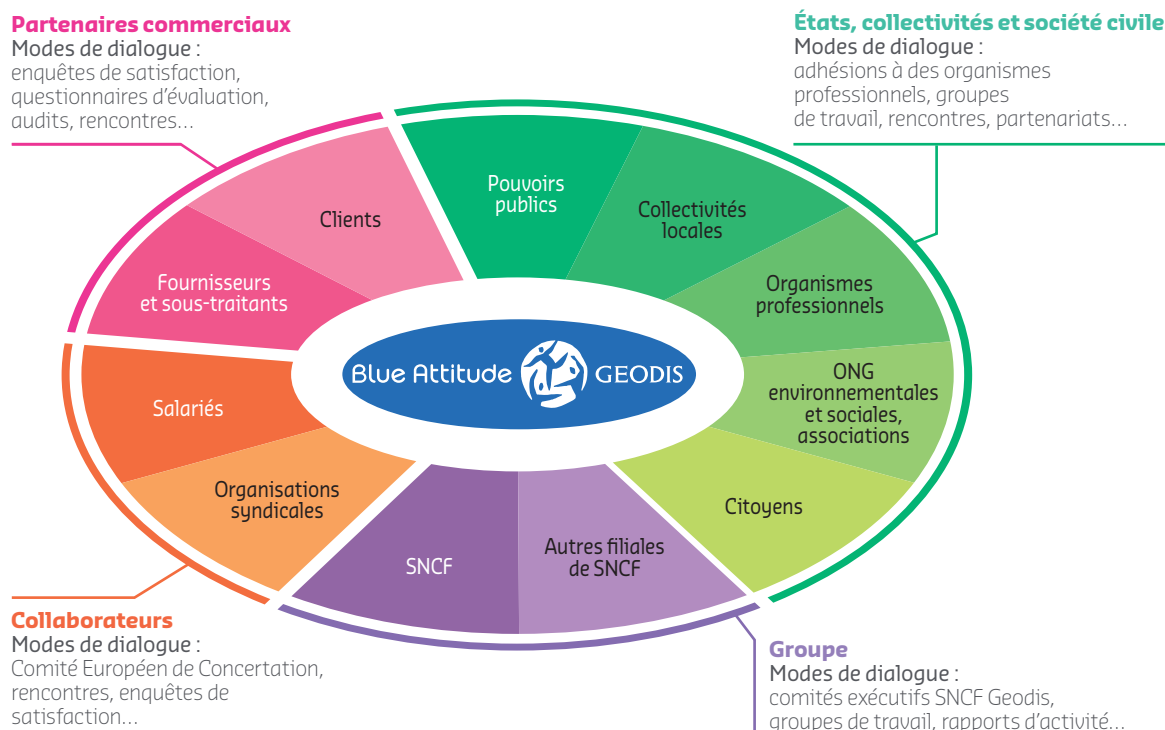 Partenaires commerciaux
Modes de dialogue :
enquêtes de satisfaction,
questionnaires d'évaluation,
audits, rencontres...
États, collectivités et société civile
Modes de dialogue :
adhésions à des organismes
professionnels, groupes
de travail, rencontres, partenariats...
Pouvoirs
publics
Collectivités
locales
Clients
Fournisseurs
et sous-traitants
Organismes
professionnels
Blue Attitude GEODIS
ONG
environnementales
et sociales,
associations
Salariés
Organisations
syndicales
Citoyens
SNCF
Autres filiales
de SNCF
Collaborateurs
Modes de dialogue :
Comité Européen de Concertation,
rencontres, enquêtes de
satisfaction...
Groupe
Modes de dialogue :
comités exécutifs SNCF Geodis,
groupes de travail, rapports d'activité...